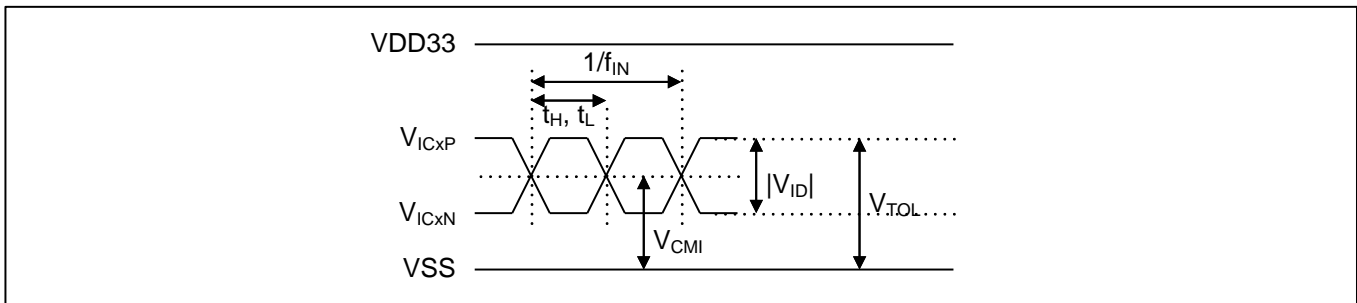 VDD33
1/fIN
tH, tL
VICxP
|VID|
VTOL
VICxN
VCMI
VSS